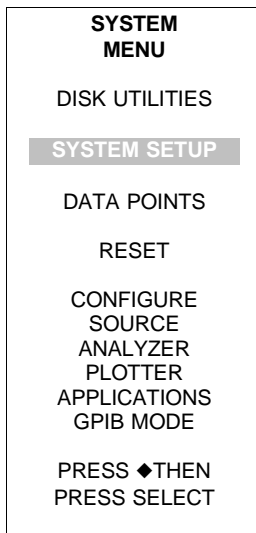 SYSTEM
MENU
DISK UTILITIES
SYSTEM SETUP
DATA POINTS
RESET
CONFIGURE
SOURCE
ANALYZER
PLOTTER
APPLICATIONS
GPIB MODE
PRESS ◆THEN
PRESS SELECT